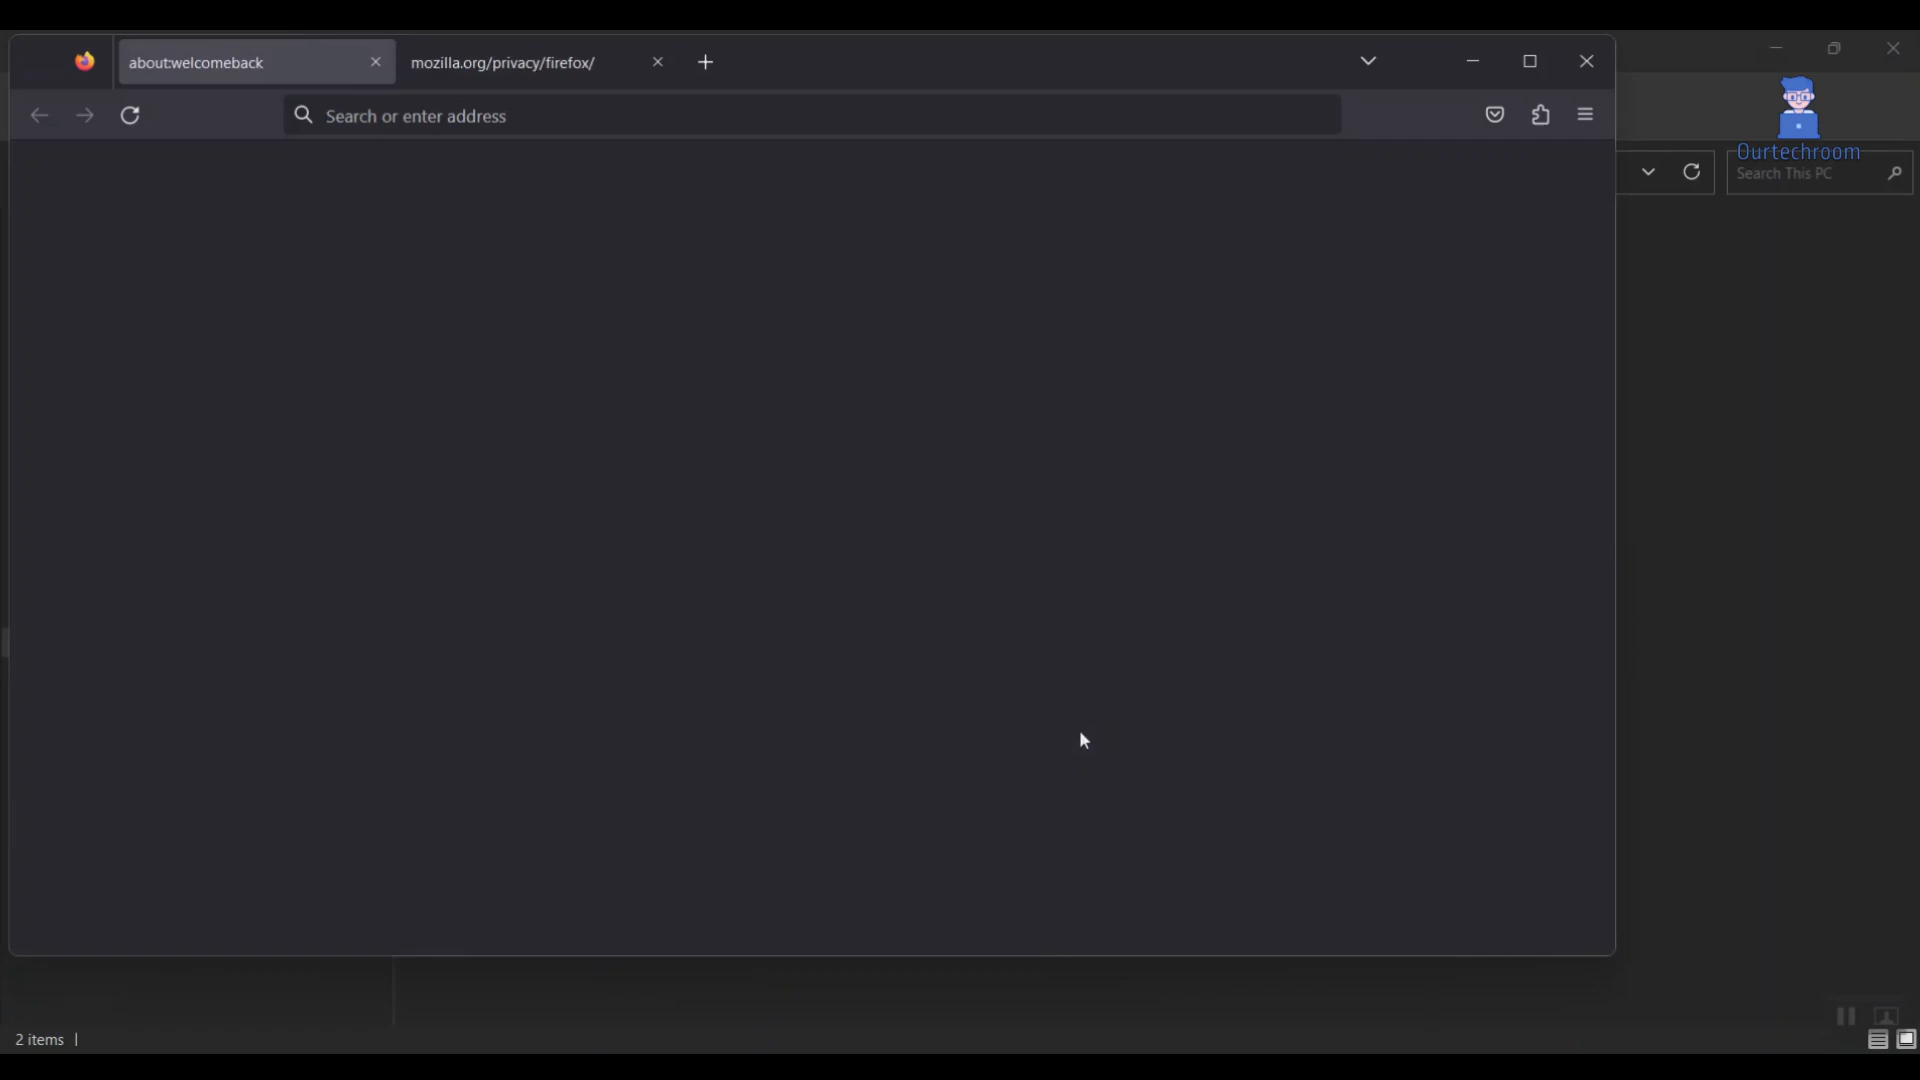 about:welcomeback
mozilla.org/privacy/firefox/
Search or enter address
Ourtechroom
Search This PC
2 items